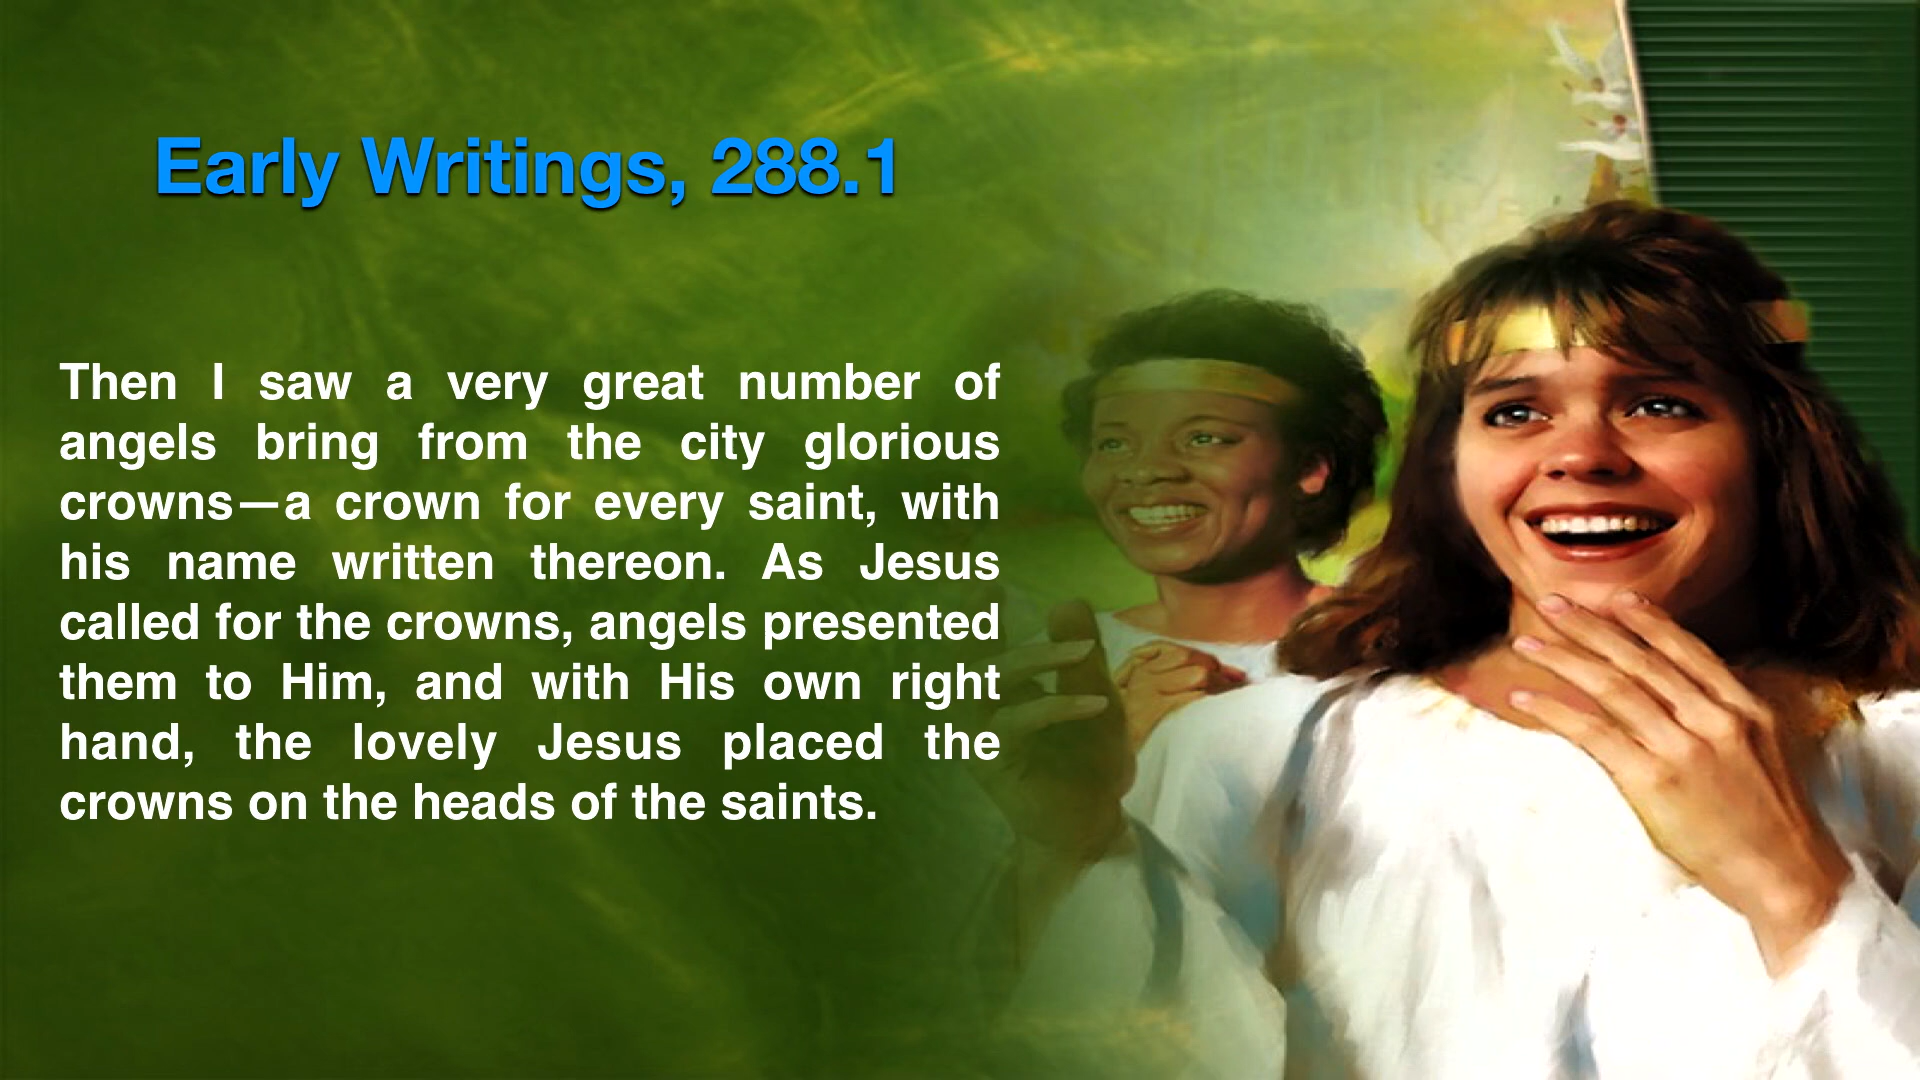 Early Writings, 288.1
Then I saw a very great number of
angels bring from the city glorious
crowns—a crown for every saint, with
his name written thereon. As Jesus
called for the crowns, angels presented
them to Him, and with His own right
hand, the lovely Jesus placed the
crowns on the heads of the saints.